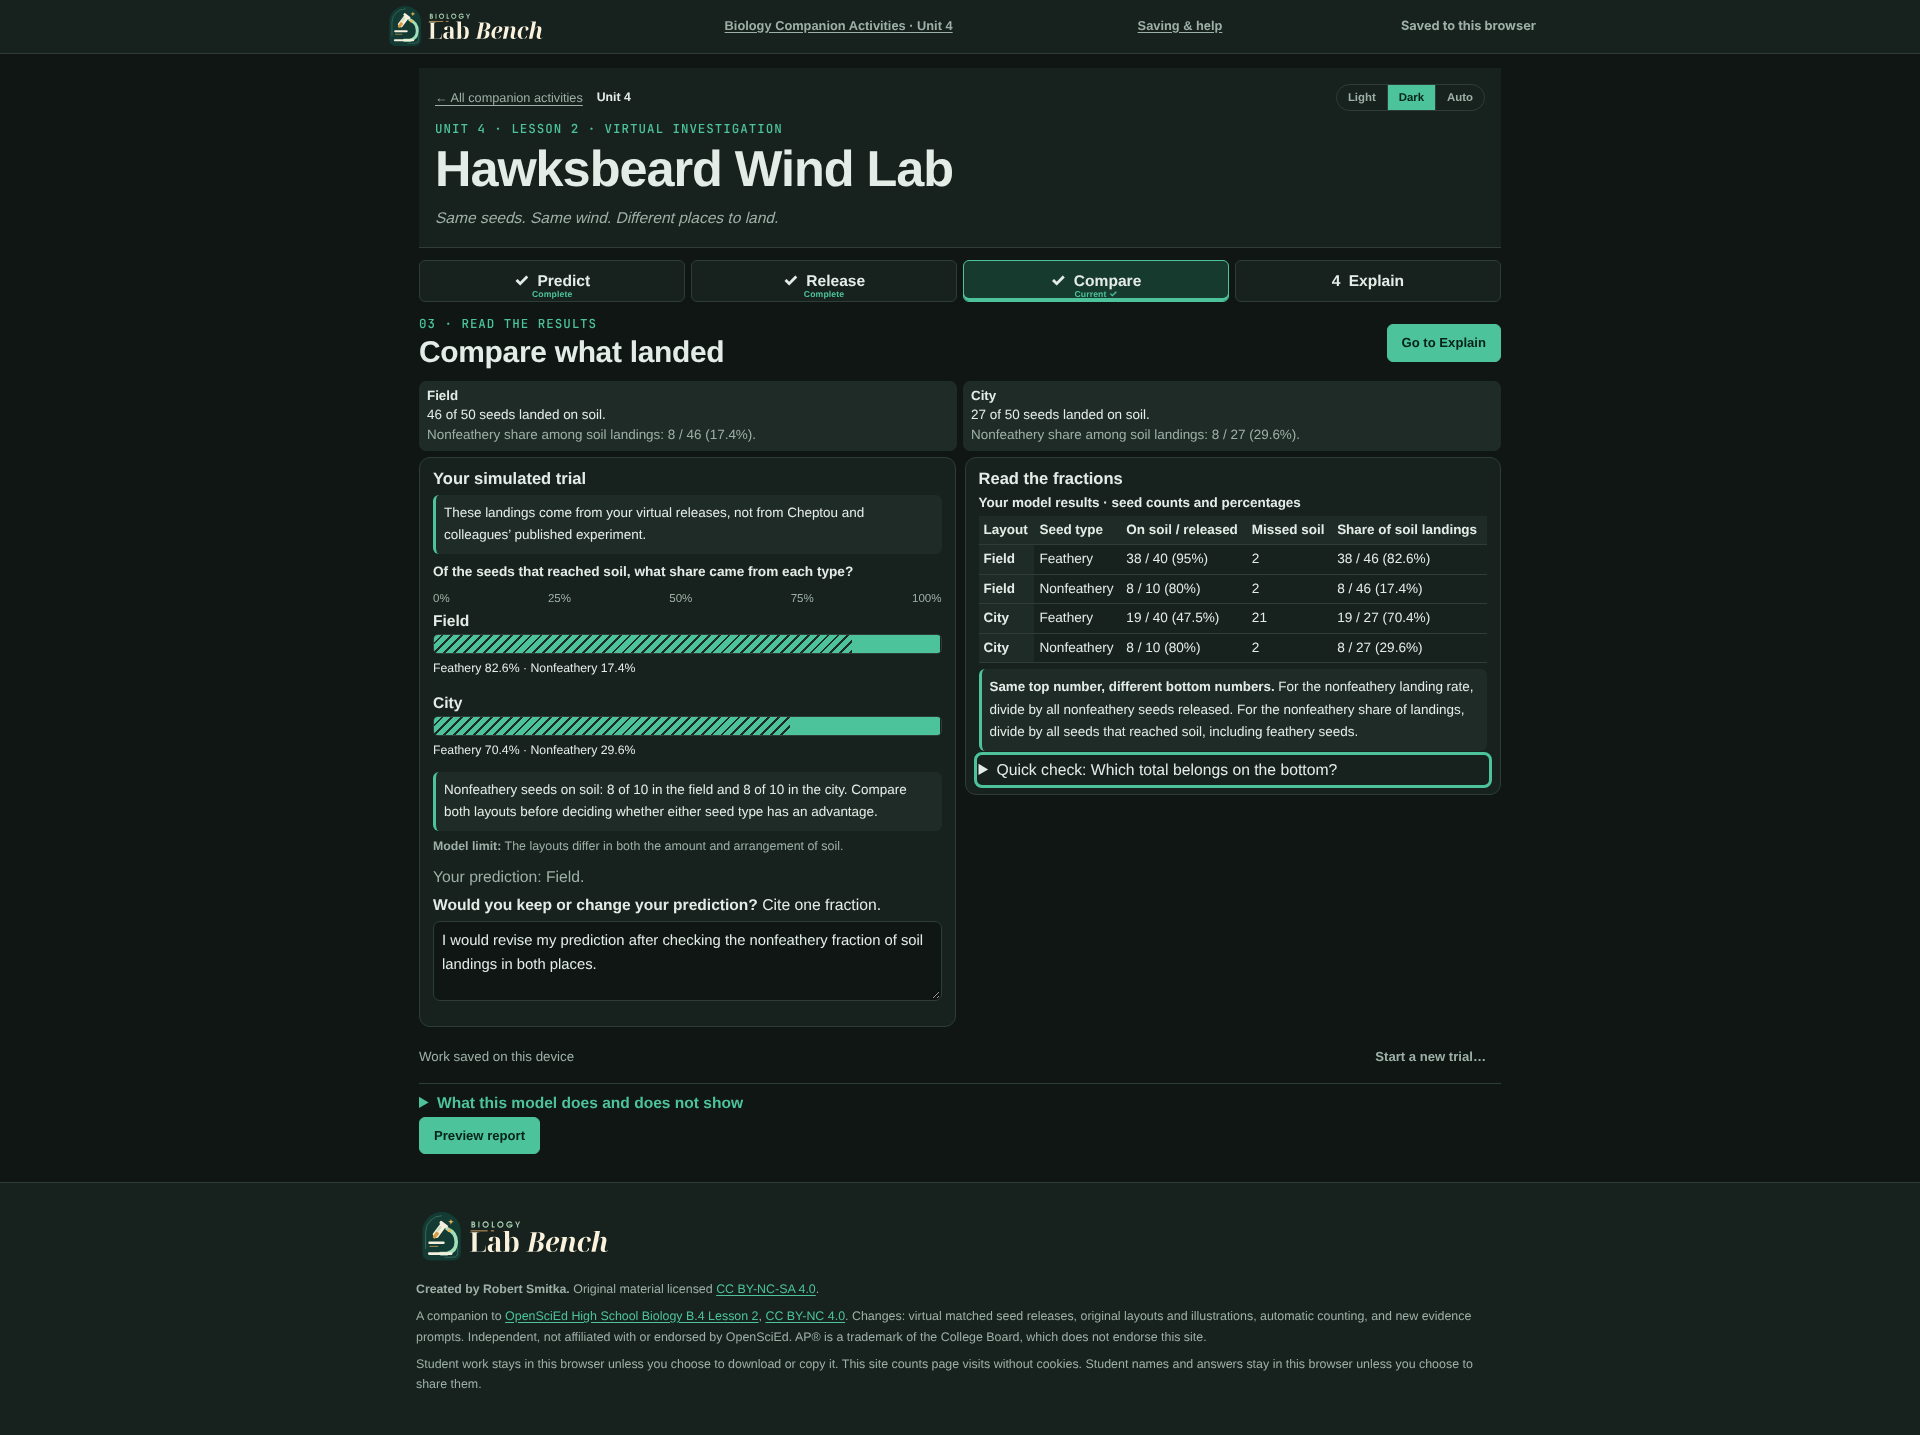 BIOLOGY
Lab Bench
Biology Companion Activities · Unit 4
Saving & help
Saved to this browser
← All companion activities
Unit 4
Light
Dark
Auto
UNIT 4 · LESSON 2 · VIRTUAL INVESTIGATION
Hawksbeard Wind Lab
Same seeds. Same wind. Different places to land.
✓ Predict
Complete
✓ Release
Complete
✓ Compare
Current ✓
4 Explain
03 · READ THE RESULTS
Compare what landed
Go to Explain
Field
46 of 50 seeds landed on soil.
Nonfeathery share among soil landings: 8 / 46 (17.4%).
City
27 of 50 seeds landed on soil.
Nonfeathery share among soil landings: 8 / 27 (29.6%).
Your simulated trial
These landings come from your virtual releases, not from Cheptou and
colleagues’ published experiment.
Of the seeds that reached soil, what share came from each type?
0% 25% 50% 75% 100%
Field
Feathery 82.6% · Nonfeathery 17.4%
City
Feathery 70.4% · Nonfeathery 29.6%
Nonfeathery seeds on soil: 8 of 10 in the field and 8 of 10 in the city. Compare
both layouts before deciding whether either seed type has an advantage.
Model limit: The layouts differ in both the amount and arrangement of soil.
Your prediction: Field.
Would you keep or change your prediction? Cite one fraction.
I would revise my prediction after checking the nonfeathery fraction of soil
landings in both places.
Read the fractions
Your model results · seed counts and percentages
Layout Seed type On soil / released Missed soil Share of soil landings
Field Feathery 38 / 40 (95%) 2 38 / 46 (82.6%)
Field Nonfeathery 8 / 10 (80%) 2 8 / 46 (17.4%)
City Feathery 19 / 40 (47.5%) 21 19 / 27 (70.4%)
City Nonfeathery 8 / 10 (80%) 2 8 / 27 (29.6%)
Same top number, different bottom numbers. For the nonfeathery landing rate,
divide by all nonfeathery seeds released. For the nonfeathery share of landings,
divide by all seeds that reached soil, including feathery seeds.
▶ Quick check: Which total belongs on the bottom?
Work saved on this device
Start a new trial…
▶ What this model does and does not show
Preview report
BIOLOGY
Lab Bench
Created by Robert Smitka. Original material licensed CC BY-NC-SA 4.0.
A companion to OpenSciEd High School Biology B.4 Lesson 2, CC BY-NC 4.0. Changes: virtual matched seed releases, original layouts and illustrations, automatic counting, and new evidence
prompts. Independent, not affiliated with or endorsed by OpenSciEd. AP® is a trademark of the College Board, which does not endorse this site.
Student work stays in this browser unless you choose to download or copy it. This site counts page visits without cookies. Student names and answers stay in this browser unless you choose to
share them.